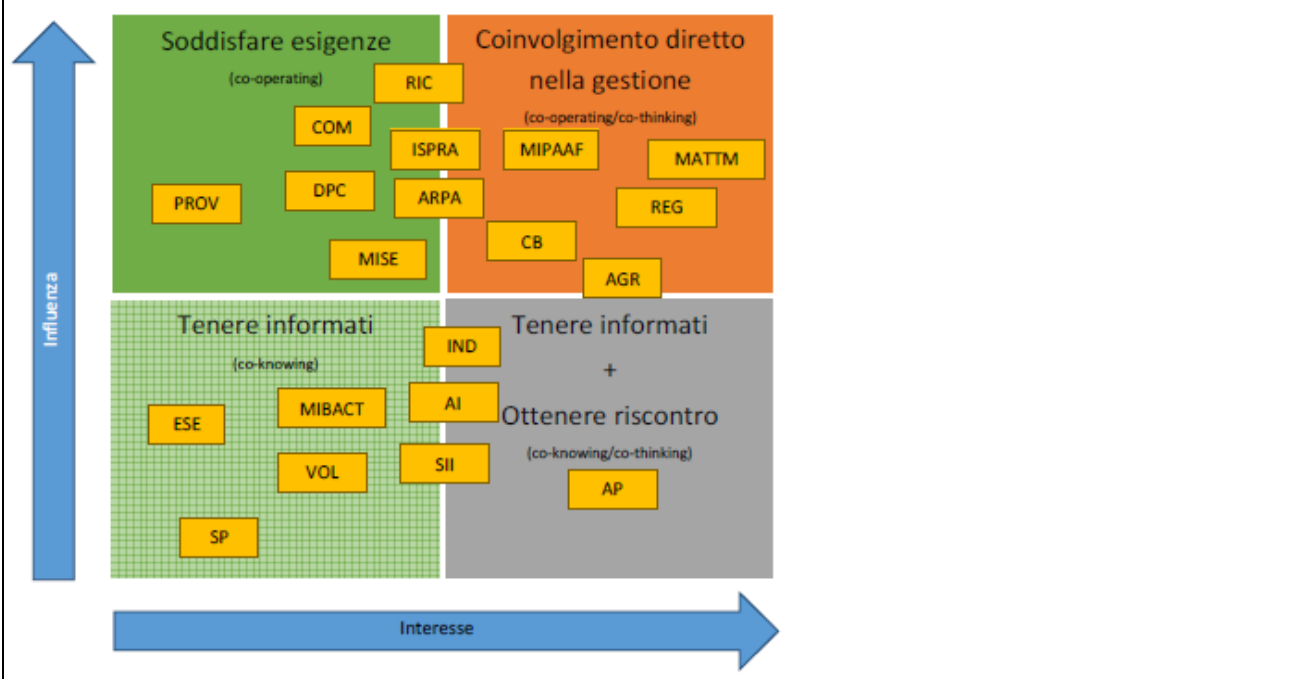 Soddisfare esigenze
(co-operating)
RIC
COM
ISPRA
DPC
ARPA
PROV
MISE
Coinvolgimento diretto
nella gestione
(co-operating/co-thinking)
MIPAAF
MATTM
REG
CB
AGR
Influenza
Tenere informati
(co-knowing)
IND
MIBACT
AI
ESE
VOL
SII
SP
Tenere informati
+
Ottenere riscontro
(co-knowing/co-thinking)
AP
Interesse